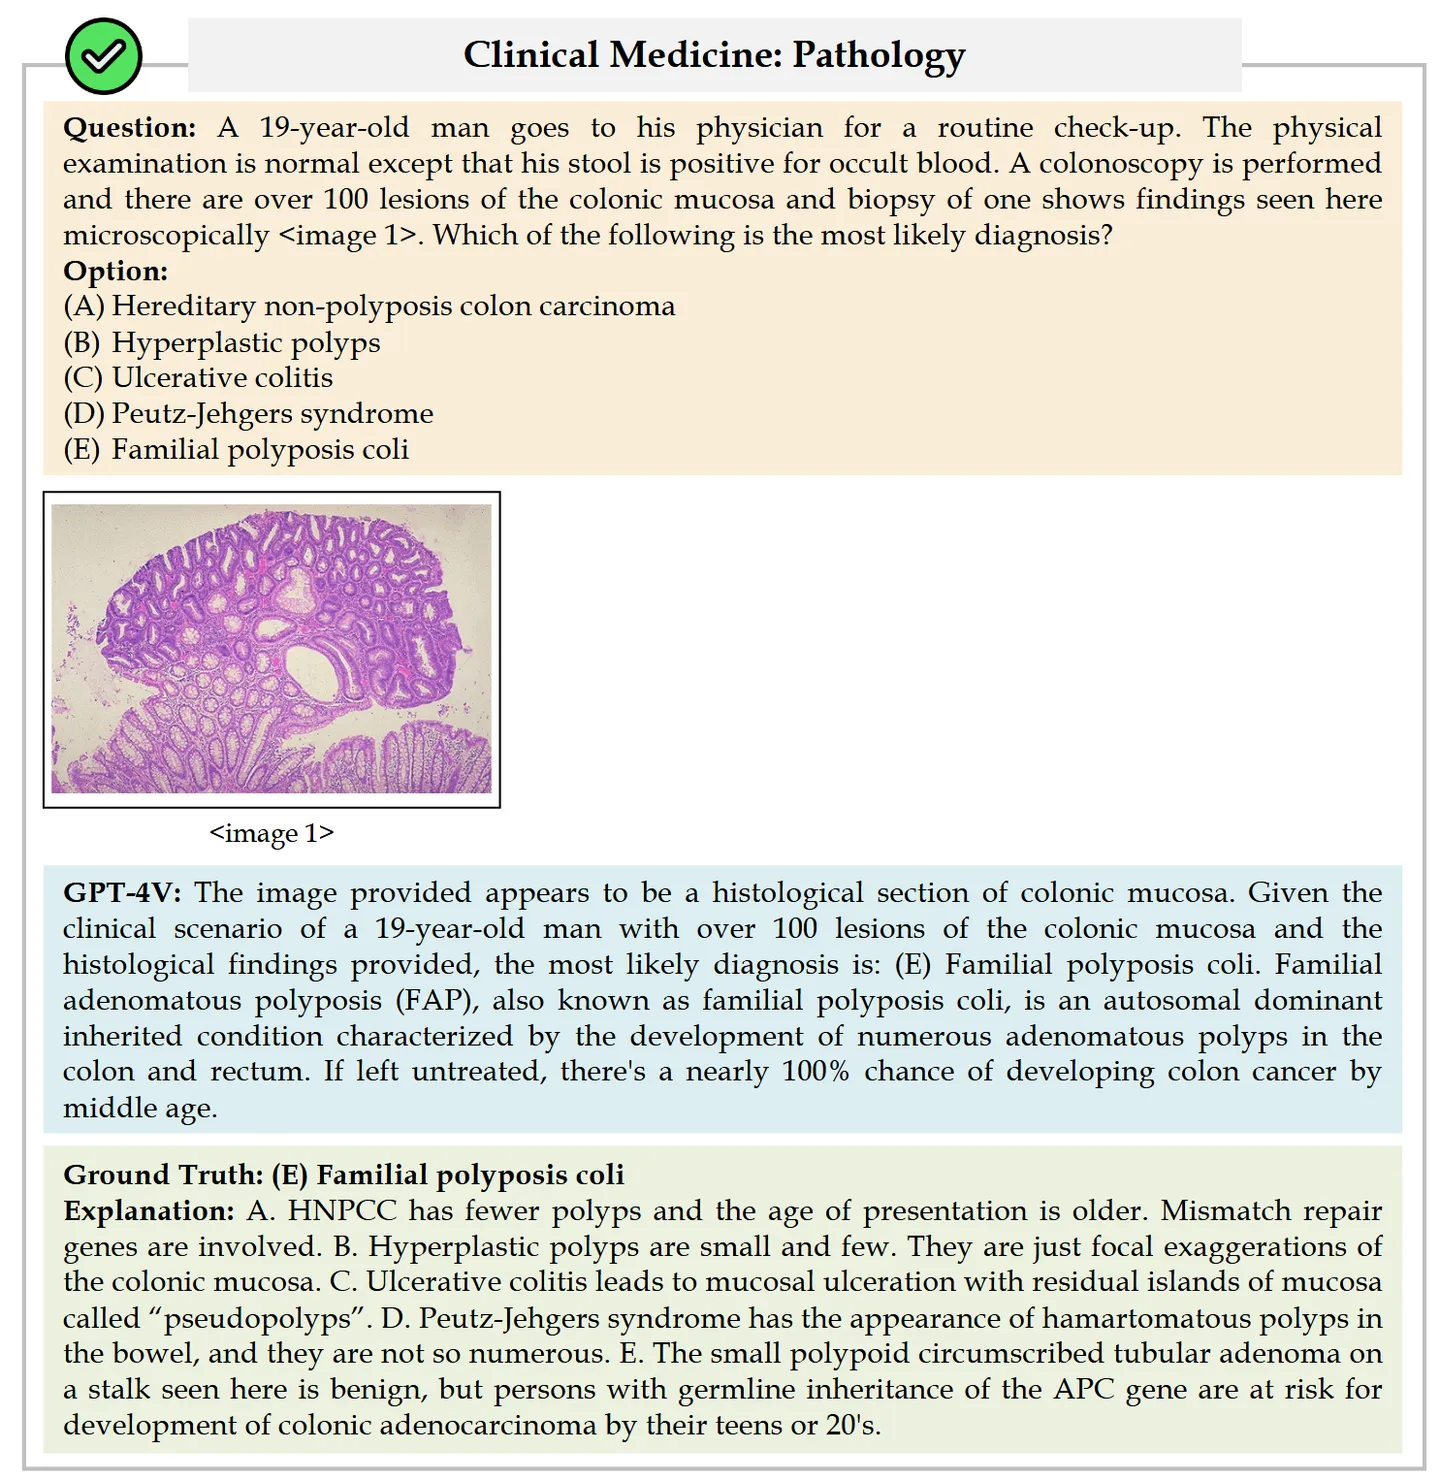 Clinical Medicine: Pathology
Question: A 19-year-old man goes to his physician for a routine check-up. The physical
examination is normal except that his stool is positive for occult blood. A colonoscopy is performed
and there are over 100 lesions of the colonic mucosa and biopsy of one shows findings seen here
microscopically <image 1>. Which of the following is the most likely diagnosis?
Option:
(A) Hereditary non-polyposis colon carcinoma
(B) Hyperplastic polyps
(C) Ulcerative colitis
(D) Peutz-Jehgers syndrome
(E) Familial polyposis coli
<image 1>
GPT-4V: The image provided appears to be a histological section of colonic mucosa. Given the
clinical scenario of a 19-year-old man with over 100 lesions of the colonic mucosa and the
histological findings provided, the most likely diagnosis is: (E) Familial polyposis coli. Familial
adenomatous polyposis (FAP), also known as familial polyposis coli, is an autosomal dominant
inherited condition characterized by the development of numerous adenomatous polyps in the
colon and rectum. If left untreated, there's a nearly 100% chance of developing colon cancer by
middle age.
Ground Truth: (E) Familial polyposis coli
Explanation: A. HNPCC has fewer polyps and the age of presentation is older. Mismatch repair
genes are involved. B. Hyperplastic polyps are small and few. They are just focal exaggerations of
the colonic mucosa. C. Ulcerative colitis leads to mucosal ulceration with residual islands of mucosa
called “pseudopolyps”. D. Peutz-Jehgers syndrome has the appearance of hamartomatous polyps in
the bowel, and they are not so numerous. E. The small polypoid circumscribed tubular adenoma on
a stalk seen here is benign, but persons with germline inheritance of the APC gene are at risk for
development of colonic adenocarcinoma by their teens or 20's.